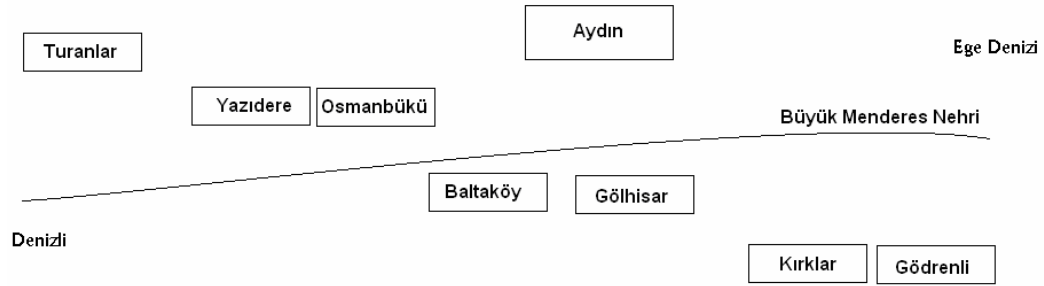 Aydın
Turanlar
Ege Denizi
Yazıdere
Osmanbükü
Büyük Menderes Nehri
Baltaköy
Gölhisar
Denizli
Kırklar
Gödrenli